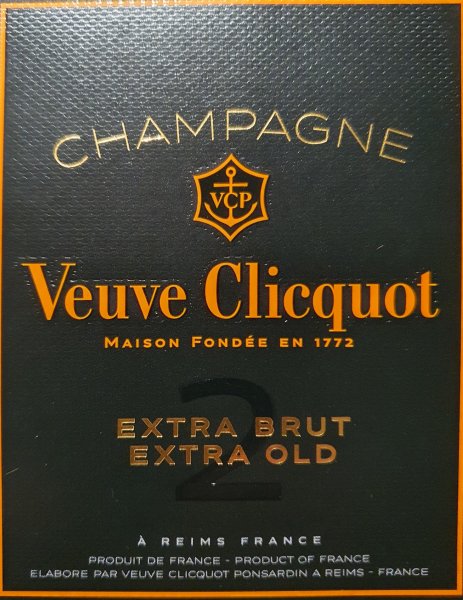 CHAMPAGNE
VCP
Veuve Clicquot
MAISON FONDÉE EN 1772
2
EXTRA BRUT
EXTRA OLD
À REIMS FRANCE
PRODUIT DE FRANCE - PRODUCT OF FRANCE
ELABORE PAR VEUVE CLICQUOT PONSARDIN A REIMS - FRANCE